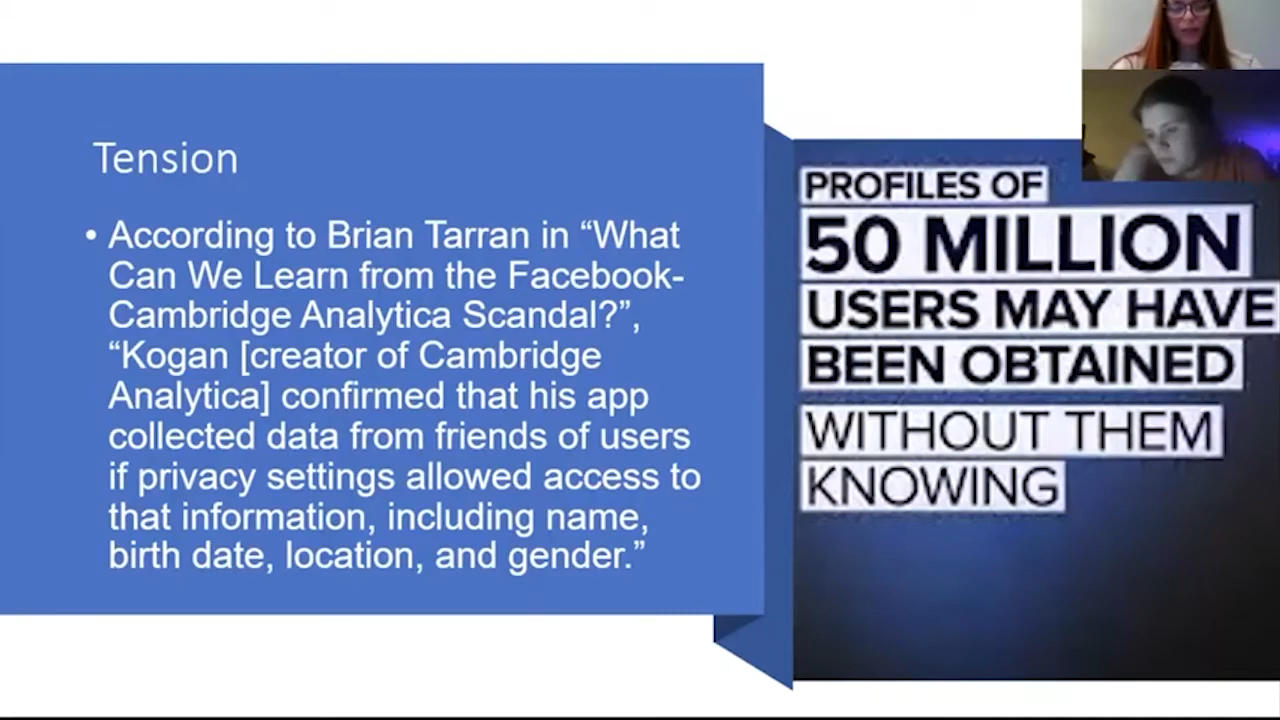 Tension
• According to Brian Tarran in “What
Can We Learn from the Facebook-
Cambridge Analytica Scandal?”,
“Kogan [creator of Cambridge
Analytica] confirmed that his app
collected data from friends of users
if privacy settings allowed access to
that information, including name,
birth date, location, and gender.”
PROFILES OF
50 MILLION
USERS MAY HAVE
BEEN OBTAINED
WITHOUT THEM
KNOWING